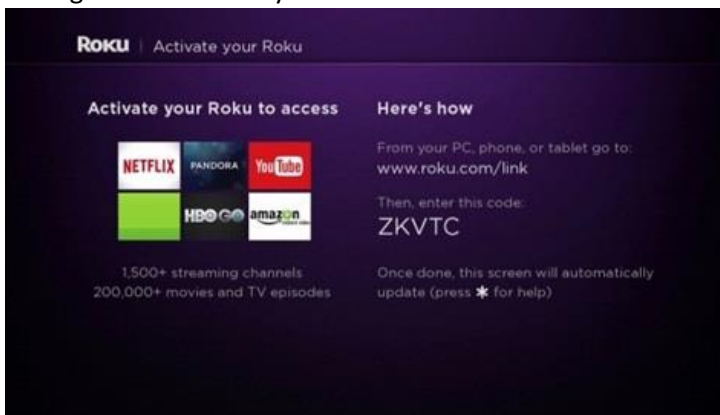 Roku | Activate your Roku
Activate your Roku to access
NETFLIX PANDORA YouTube
HBO GO amazon
1,500+ streaming channels
200,000+ movies and TV episodes
Here's how
From your PC, phone, or tablet go to:
www.roku.com/link
Then, enter this code:
ZKVTC
Once done, this screen will automatically
update (press * for help)